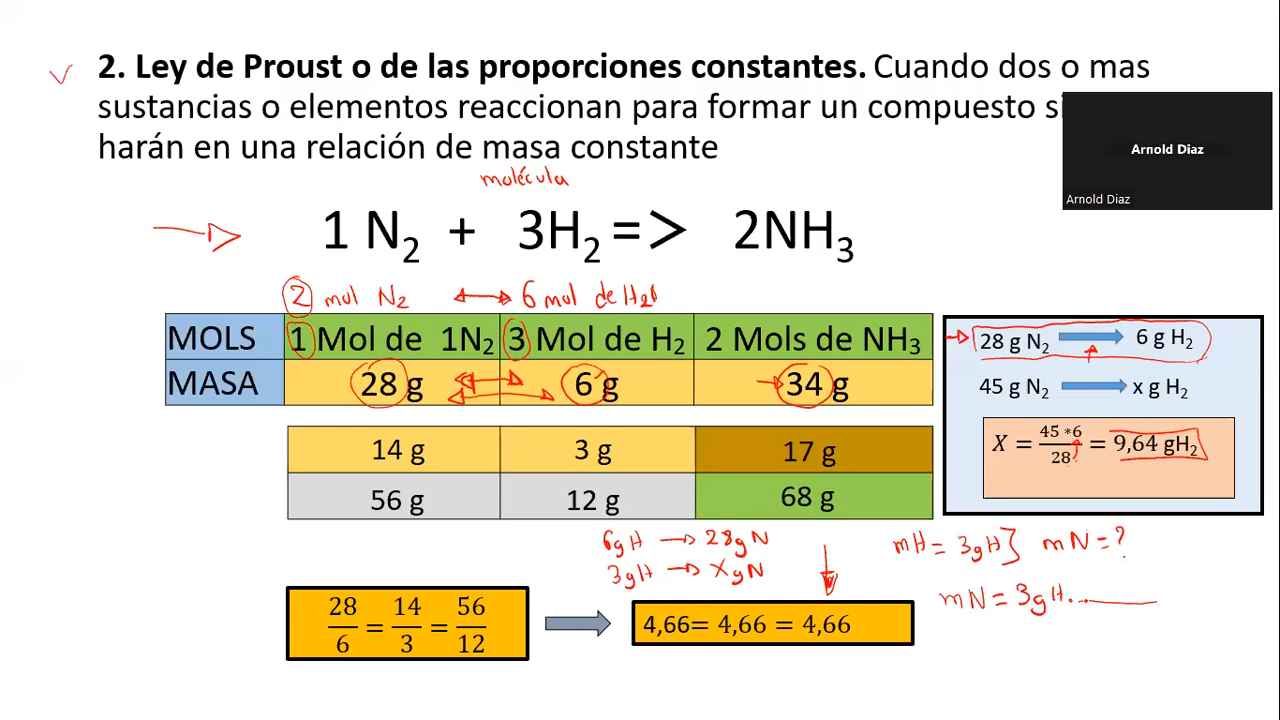 2. Ley de Proust o de las proporciones constantes. Cuando dos o mas
sustancias o elementos reaccionan para formar un compuesto
harán en una relación de masa constante
Arnold Diaz
Arnold Diaz
molécula
1 N₂ + 3H₂ => 2NH₃
2 mol N₂ 6 mol de H₂
MOLS 1 Mol de 1N₂ 3 Mol de H₂ 2 Mols de NH₃
MASA 28 g 6 g 34 g
14 g 3 g 17 g
56 g 12 g 68 g
28 g N₂ 6 g H₂
45 g N₂ x g H₂
X = 45 *6 / 28 = 9,64 gH₂
6gH → 28gN
3gH → XgN
mH = 3gH} mN = ?
mN = 3gH.
28/6 = 14/3 = 56/12
4,66= 4,66 = 4,66